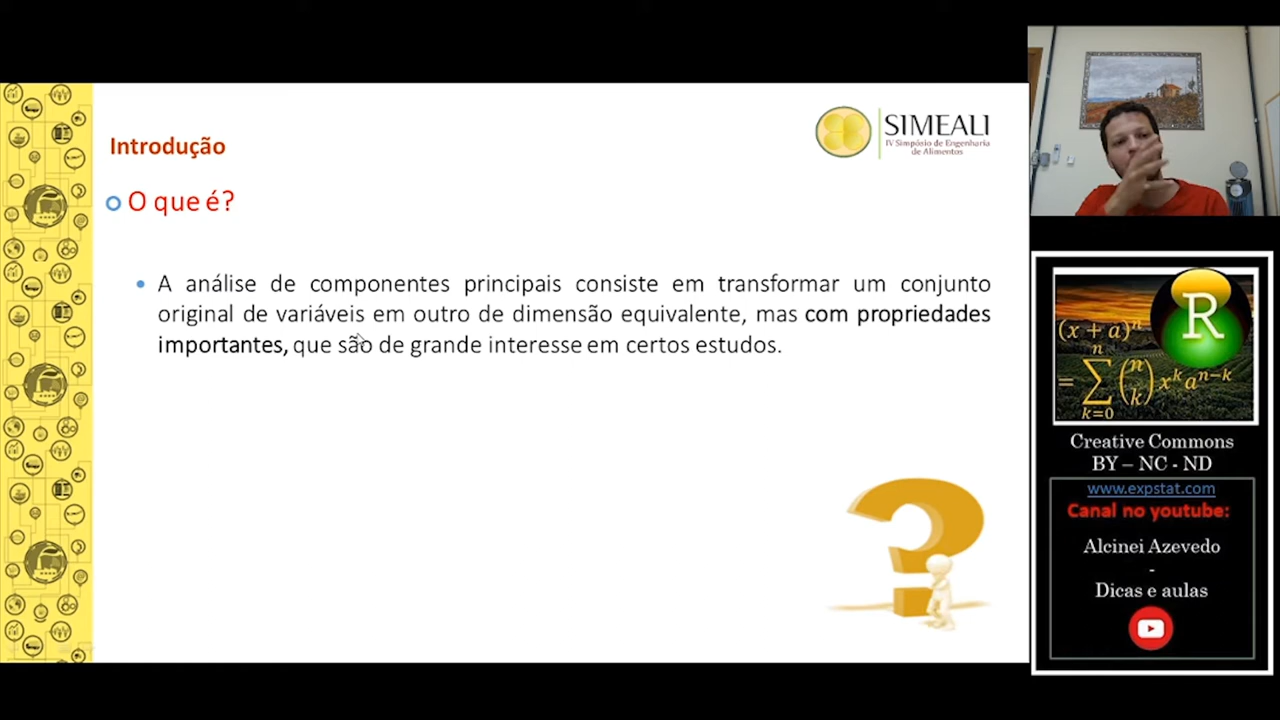 Introdução
SIMEALI
IV Simpósio de Engenharia
de Alimentos
O que é?
A análise de componentes principais consiste em transformar um conjunto
original de variáveis em outro de dimensão equivalente, mas com propriedades
importantes, que são de grande interesse em certos estudos.
R
(x + a)^n
= ∑_{k=0}^{n} (n k) x^k a^{n−k}
Creative Commons
BY – NC - ND
www.expstat.com
Canal no youtube:
Alcinei Azevedo
-
Dicas e aulas